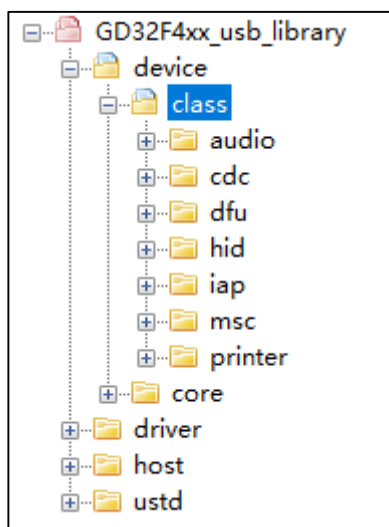 GD32F4xx_usb_library
device
class
audio
cdc
dfu
hid
iap
msc
printer
core
driver
host
ustd